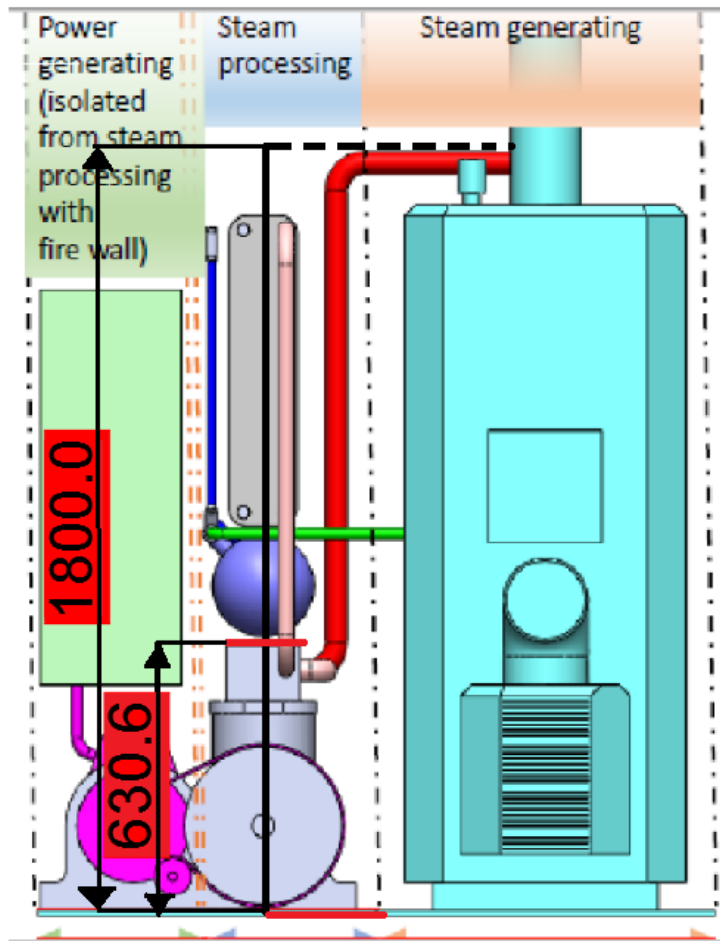 Power
generating
(isolated
from steam
processing
with
fire wall)
Steam
processing
Steam generating
1800.0
630.6